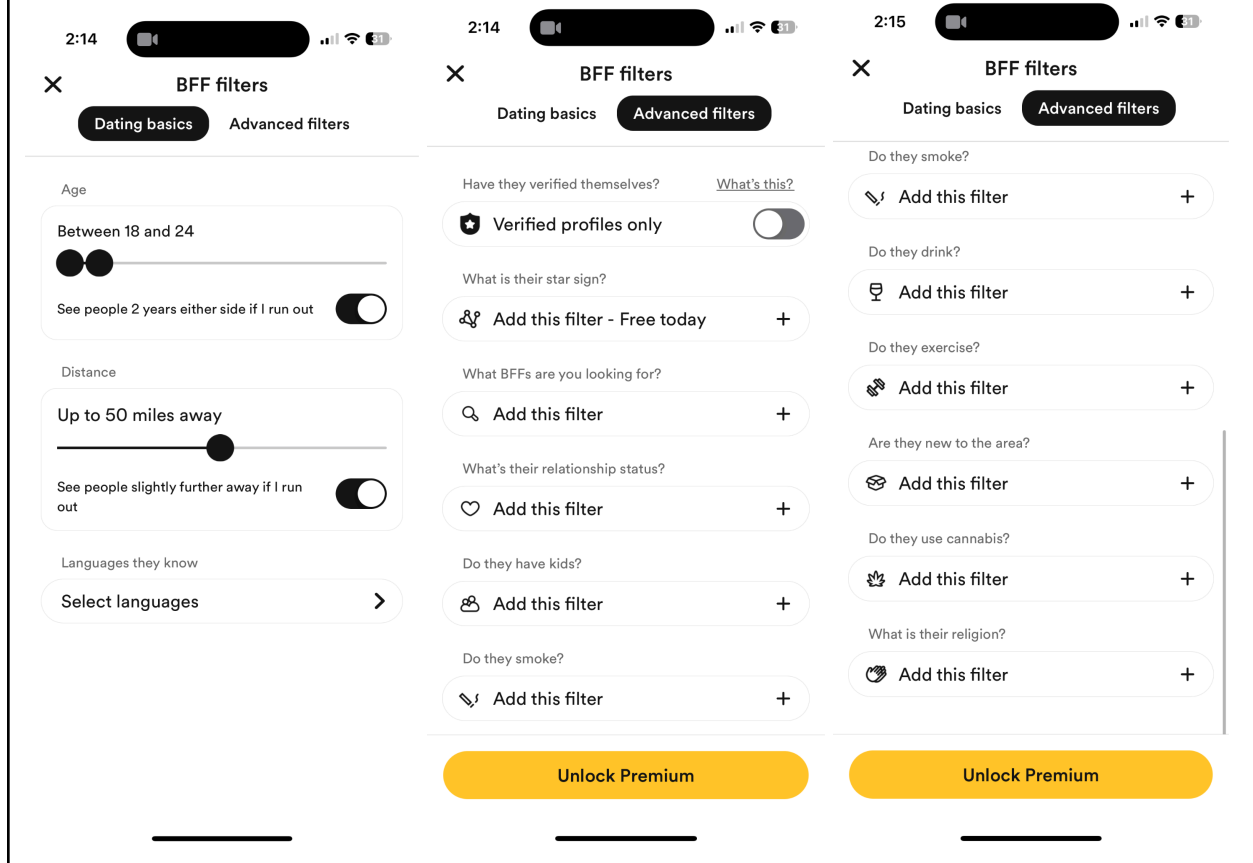 2:14
31
BFF filters
Dating basics
Advanced filters
Age
Between 18 and 24
See people 2 years either side if I run out
Distance
Up to 50 miles away
See people slightly further away if I run
out
Languages they know
Select languages
2:14
31
BFF filters
Dating basics
Advanced filters
Have they verified themselves?
What's this?
Verified profiles only
What is their star sign?
Add this filter - Free today
What BFFs are you looking for?
Add this filter
What's their relationship status?
Add this filter
Do they have kids?
Add this filter
Do they smoke?
Add this filter
Unlock Premium
2:15
31
BFF filters
Dating basics
Advanced filters
Do they smoke?
Add this filter
Do they drink?
Add this filter
Do they exercise?
Add this filter
Are they new to the area?
Add this filter
Do they use cannabis?
Add this filter
What is their religion?
Add this filter
Unlock Premium